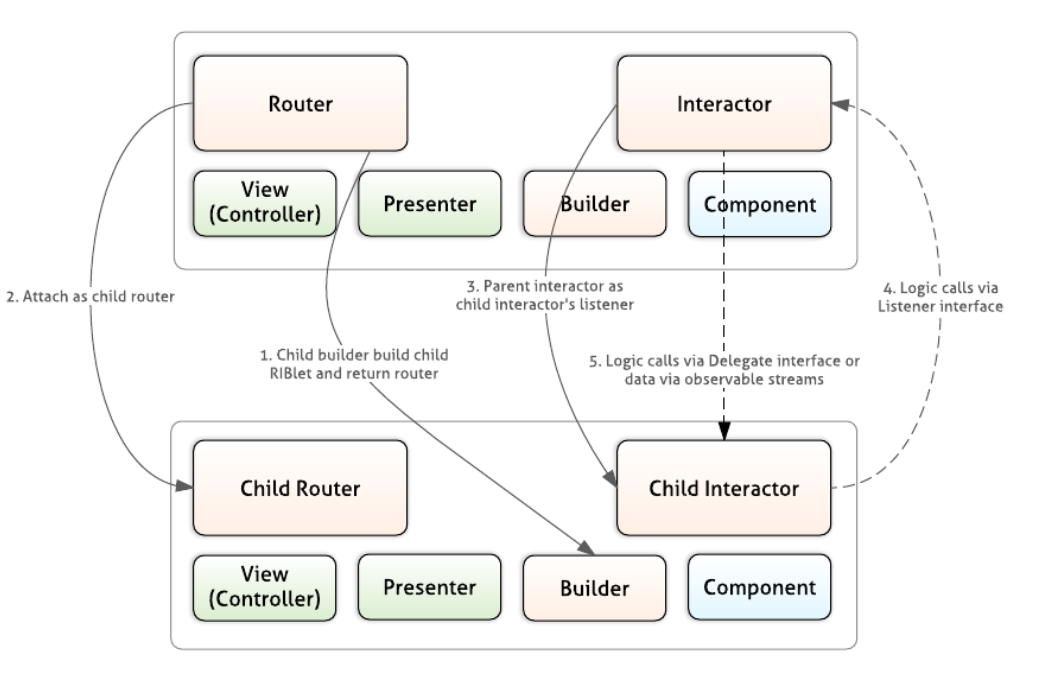 Router
Interactor
View
(Controller)
Presenter
Builder
Component
2. Attach as child router
3. Parent interactor as
child interactor's listener
4. Logic calls via
Listener interface
1. Child builder build child
RIBlet and return router
5. Logic calls via Delegate interface or
data via observable streams
Child Router
Child Interactor
View
(Controller)
Presenter
Builder
Component